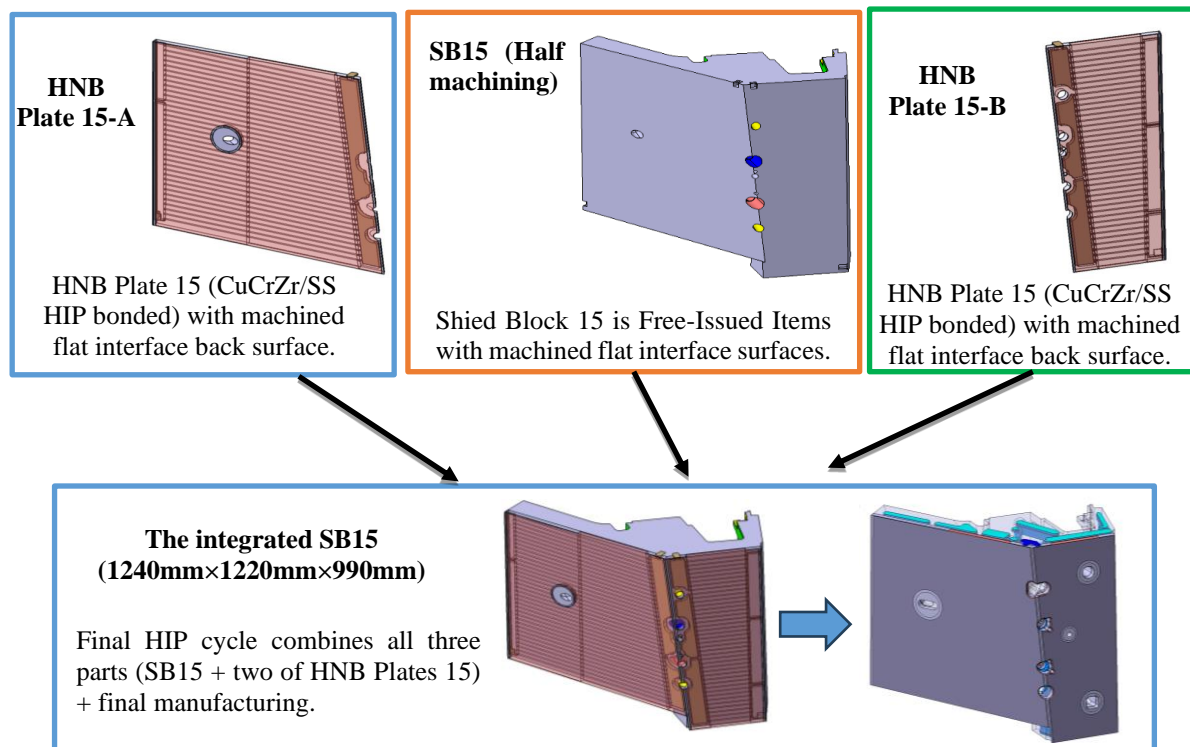 HNB
Plate 15-A
HNB Plate 15 (CuCrZr/SS
HIP bonded) with machined
flat interface back surface.
SB15 (Half
machining)
Shied Block 15 is Free-Issued Items
with machined flat interface surfaces.
HNB
Plate 15-B
HNB Plate 15 (CuCrZr/SS
HIP bonded) with machined
flat interface back surface.
The integrated SB15
(1240mm×1220mm×990mm)
Final HIP cycle combines all three
parts (SB15 + two of HNB Plates 15)
+ final manufacturing.